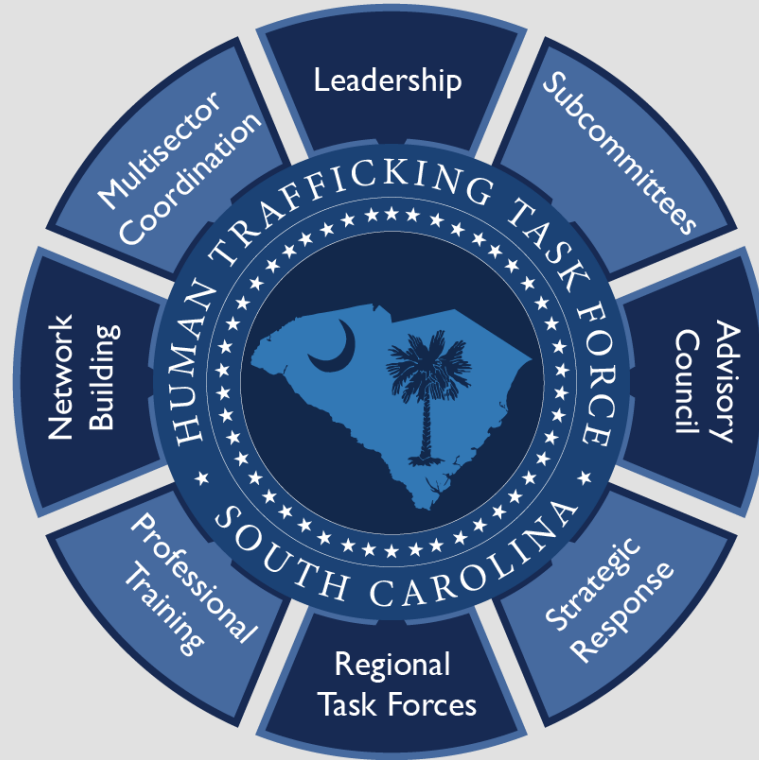 Leadership
Subcommittees
Advisory
Council
Strategic
Response
Regional
Task Forces
Professional
Training
Network
Building
Multisector
Coordination
HUMAN TRAFFICKING TASK FORCE
SOUTH CAROLINA